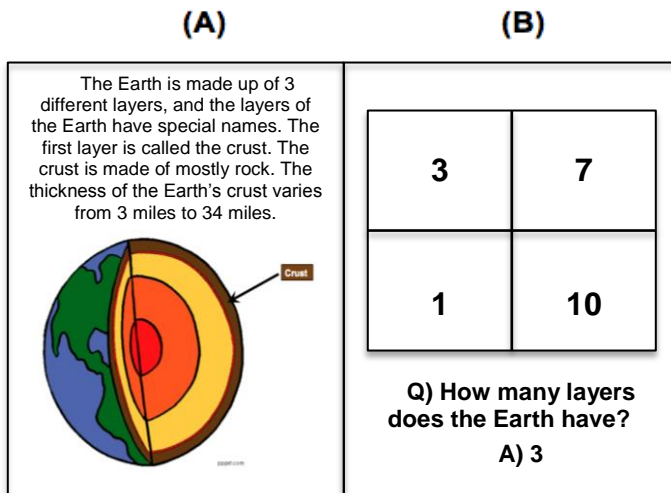 (A)
(B)
The Earth is made up of 3
different layers, and the layers of
the Earth have special names. The
first layer is called the crust. The
crust is made of mostly rock. The
thickness of the Earth's crust varies
from 3 miles to 34 miles.
Crust
3
7
1
10
Q) How many layers
does the Earth have?
A) 3